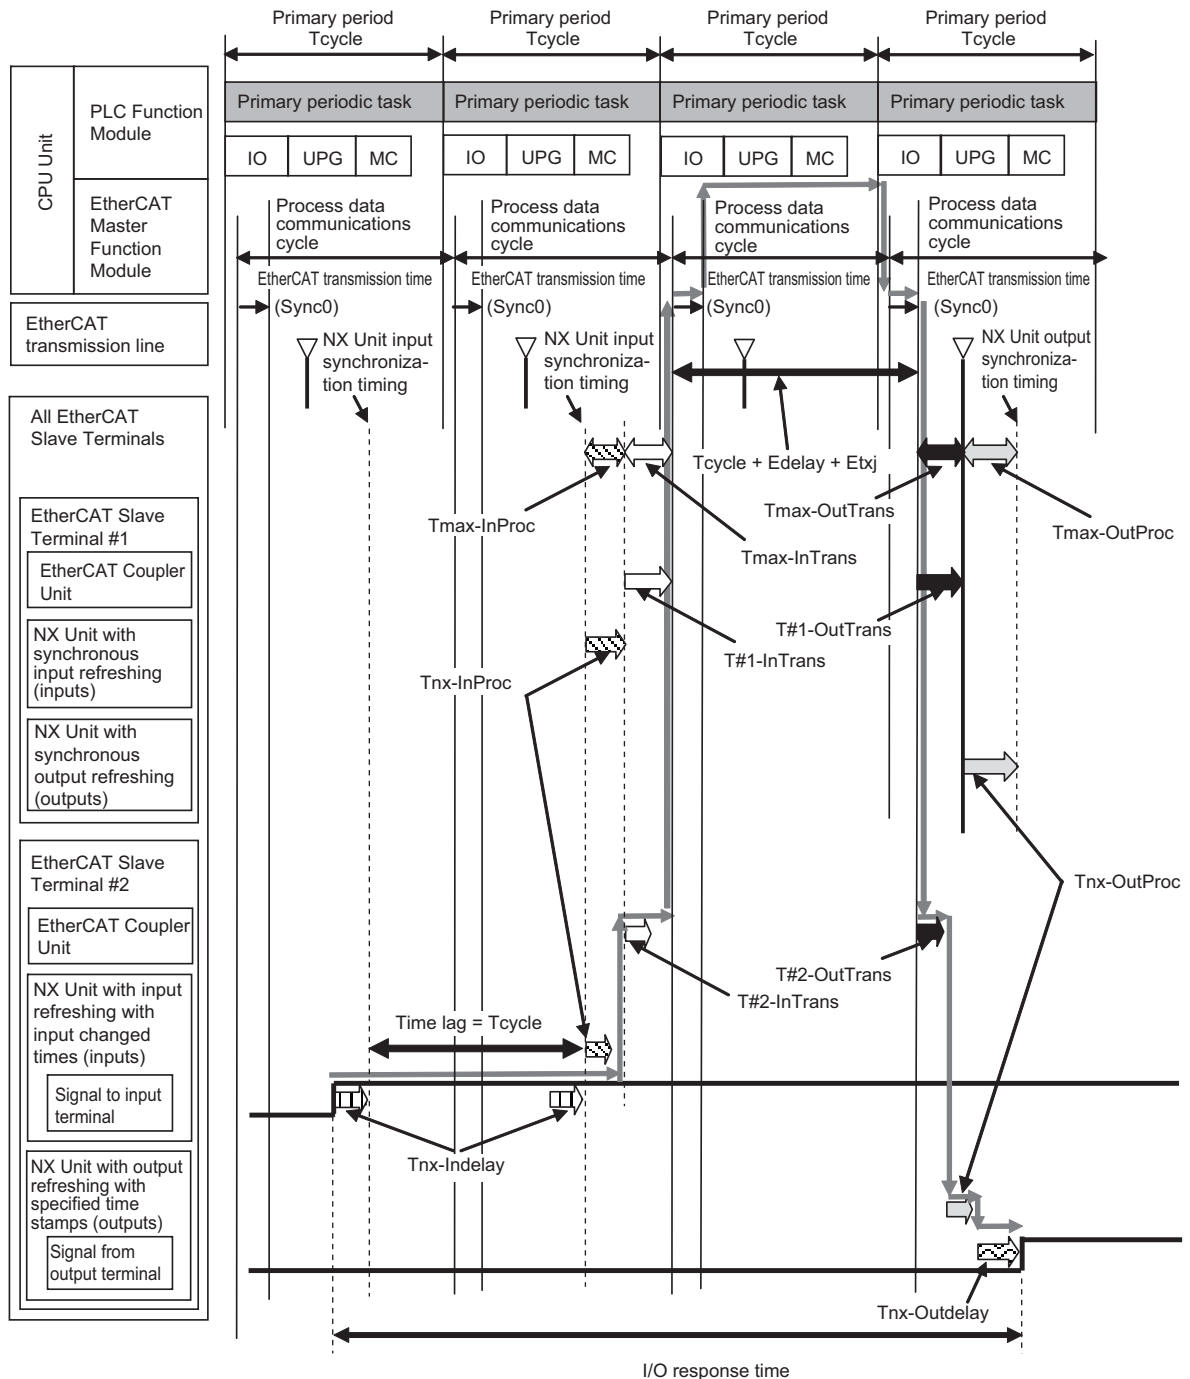 Primary period
Tcycle
Primary period
Tcycle
Primary period
Tcycle
Primary period
Tcycle
CPU Unit
PLC Function
Module
Primary periodic task
Primary periodic task
Primary periodic task
Primary periodic task
IO UPG MC
IO UPG MC
IO UPG MC
IO UPG MC
EtherCAT
Master
Function
Module
Process data
communications
cycle
Process data
communications
cycle
Process data
communications
cycle
Process data
communications
cycle
EtherCAT transmission time
(Sync0)
EtherCAT transmission time
(Sync0)
EtherCAT transmission time
(Sync0)
EtherCAT transmission time
(Sync0)
EtherCAT
transmission line
NX Unit input
synchroniza-
tion timing
NX Unit input
synchroniza-
tion timing
NX Unit output
synchroniza-
tion timing
All EtherCAT
Slave Terminals
Tcycle + Edelay + Etxj
Tmax-InProc
Tmax-OutTrans
Tmax-OutProc
Tmax-InTrans
EtherCAT Slave
Terminal #1
EtherCAT Coupler
Unit
T#1-OutTrans
T#1-InTrans
NX Unit with
synchronous
input refreshing
(inputs)
Tnx-InProc
NX Unit with
synchronous
output refreshing
(outputs)
EtherCAT Slave
Terminal #2
Tnx-OutProc
EtherCAT Coupler
Unit
T#2-OutTrans
T#2-InTrans
NX Unit with input
refreshing with
input changed
times (inputs)
Time lag = Tcycle
Signal to input
terminal
Tnx-Indelay
NX Unit with output
refreshing with
specified time
stamps (outputs)
Signal from
output terminal
Tnx-Outdelay
I/O response time